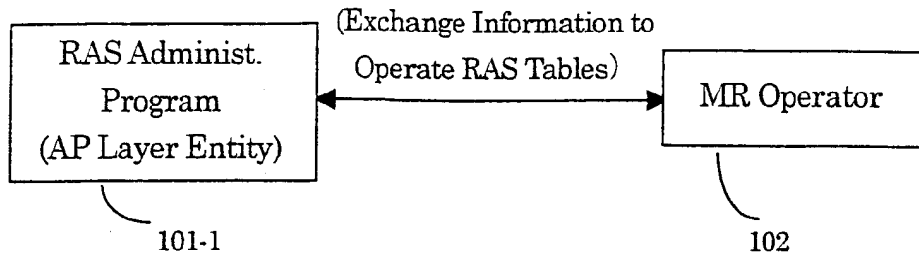 RAS Administ.
Program
(AP Layer Entity)
(Exchange Information to
Operate RAS Tables)
MR Operator
101-1
102